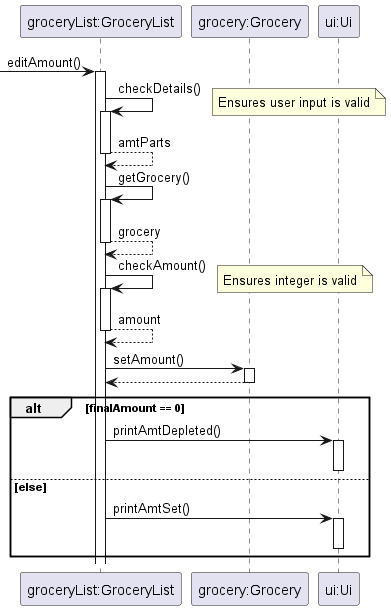 groceryList:GroceryList grocery:Grocery ui:Ui
editAmount()
checkDetails()
Ensures user input is valid
amtParts
getGrocery()
grocery
checkAmount()
Ensures integer is valid
amount
setAmount()
alt [finalAmount == 0]
printAmtDepleted()
[else]
printAmtSet()
groceryList:GroceryList grocery:Grocery ui:Ui